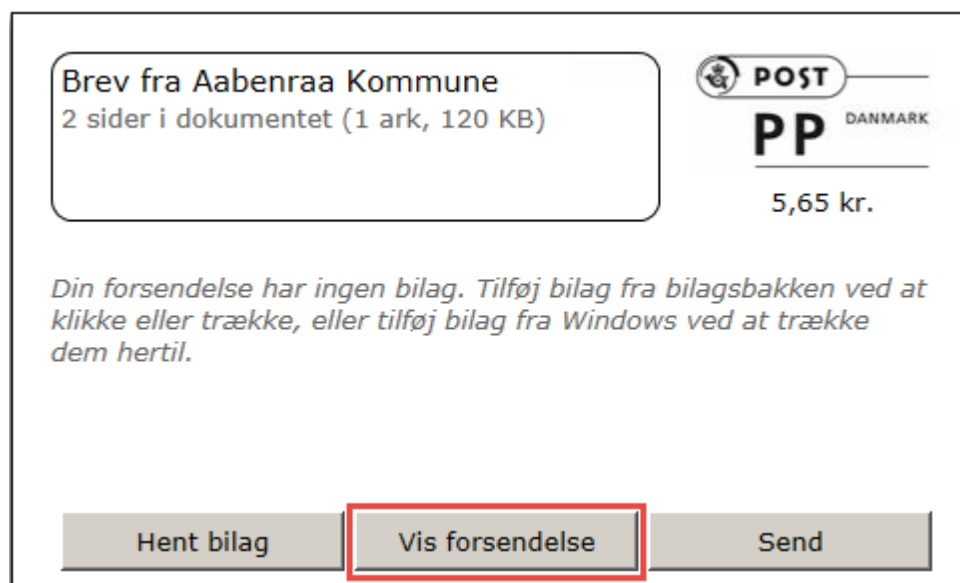 Brev fra Aabenraa Kommune
2 sider i dokumentet (1 ark, 120 KB)
POST
PP DANMARK
5,65 kr.
Din forsendelse har ingen bilag. Tilføj bilag fra bilagsbakken ved at
klikke eller trække, eller tilføj bilag fra Windows ved at trække
dem hertil.
Hent bilag
Vis forsendelse
Send